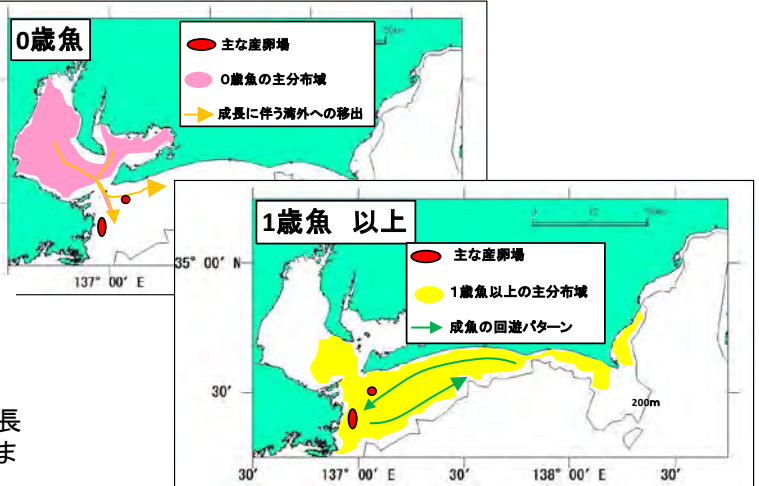 0歳魚
主な産卵場
0歳魚の主分布域
成長に伴う湾外への移出
137° 00′ E
1歳魚 以上
主な産卵場
1歳魚以上の主分布域
成魚の回遊パターン
35° 00′ N
30′
200m
30′
137° 00′ E
30′
138° 00′ E
30′
長
ま